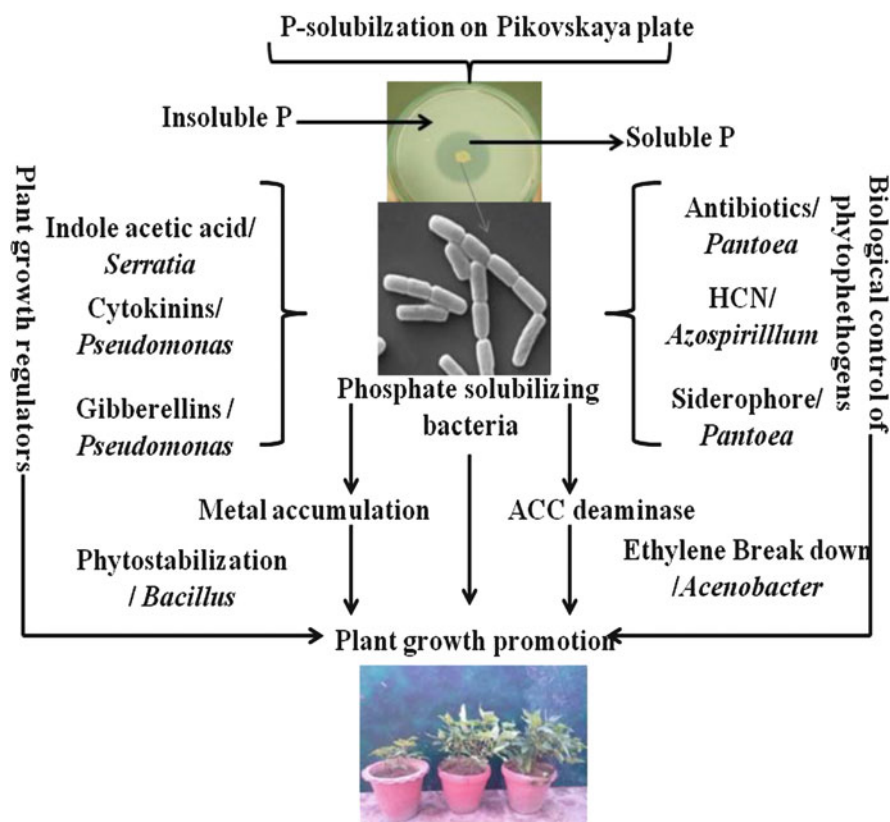 P-solubilzation on Pikovskaya plate
Insoluble P
Soluble P
Plant growth regulators
Indole acetic acid/
Serratia
Cytokinins/
Pseudomonas
Gibberellins /
Pseudomonas
Antibiotics/
Pantoea
HCN/
Azospirilllum
Siderophore/
Pantoea
Biological control of
phytophethogens
Phosphate solubilizing
bacteria
Metal accumulation
ACC deaminase
Phytostabilization
/ Bacillus
Ethylene Break down
/Acenobacter
Plant growth promotion